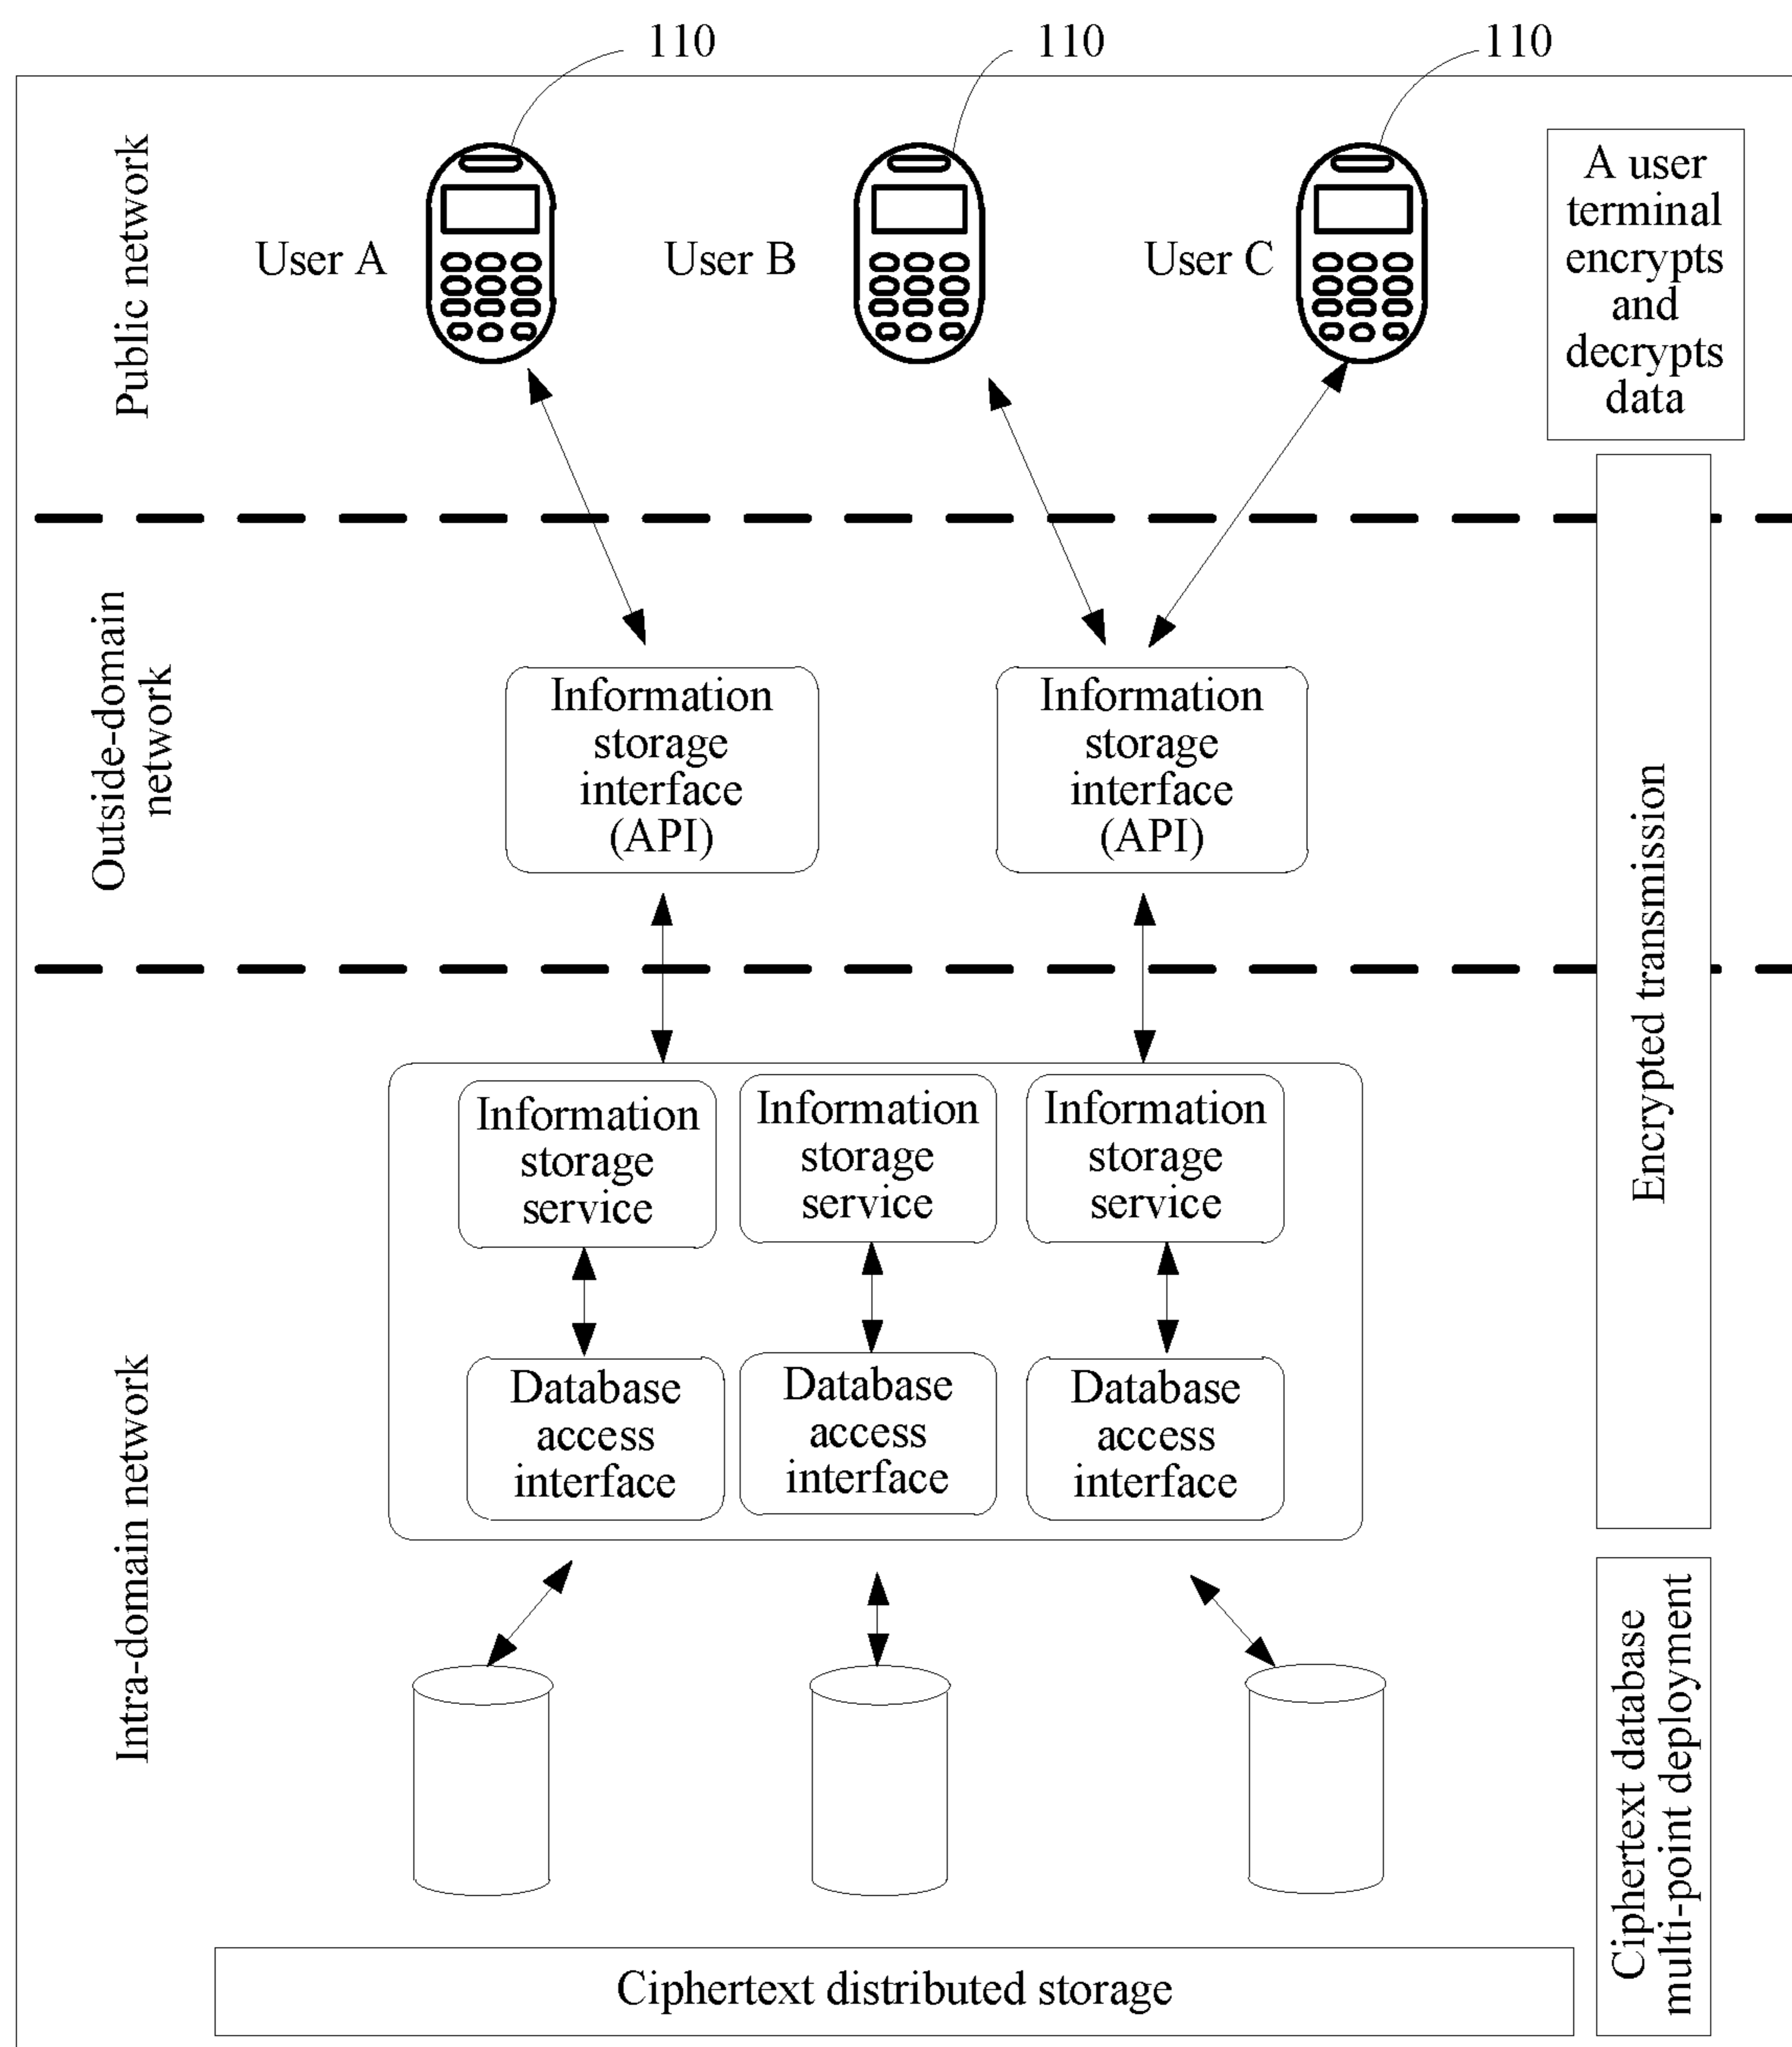 110
110
110
Public network
User A
User B
User C
A user
terminal
encrypts
and
decrypts
data
Outside-domain
network
Information
storage
interface
(API)
Information
storage
interface
(API)
Encrypted transmission
Intra-domain network
Information
storage
service
Information
storage
service
Information
storage
service
Database
access
interface
Database
access
interface
Database
access
interface
Ciphertext database
multi-point deployment
Ciphertext distributed storage